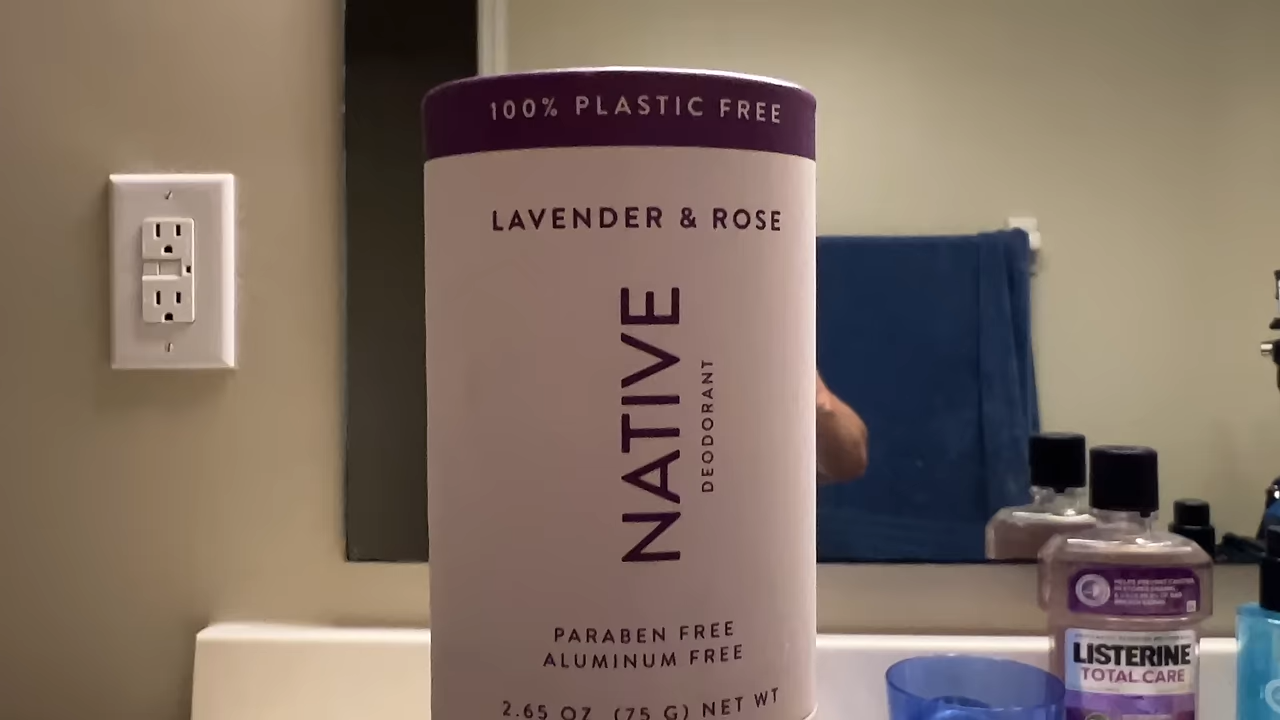 100% PLASTIC FREE
LAVENDER & ROSE
NATIVE
DEODORANT
PARABEN FREE
ALUMINUM FREE
2.65 OZ (75 G) NET WT
LISTERINE
TOTAL CARE